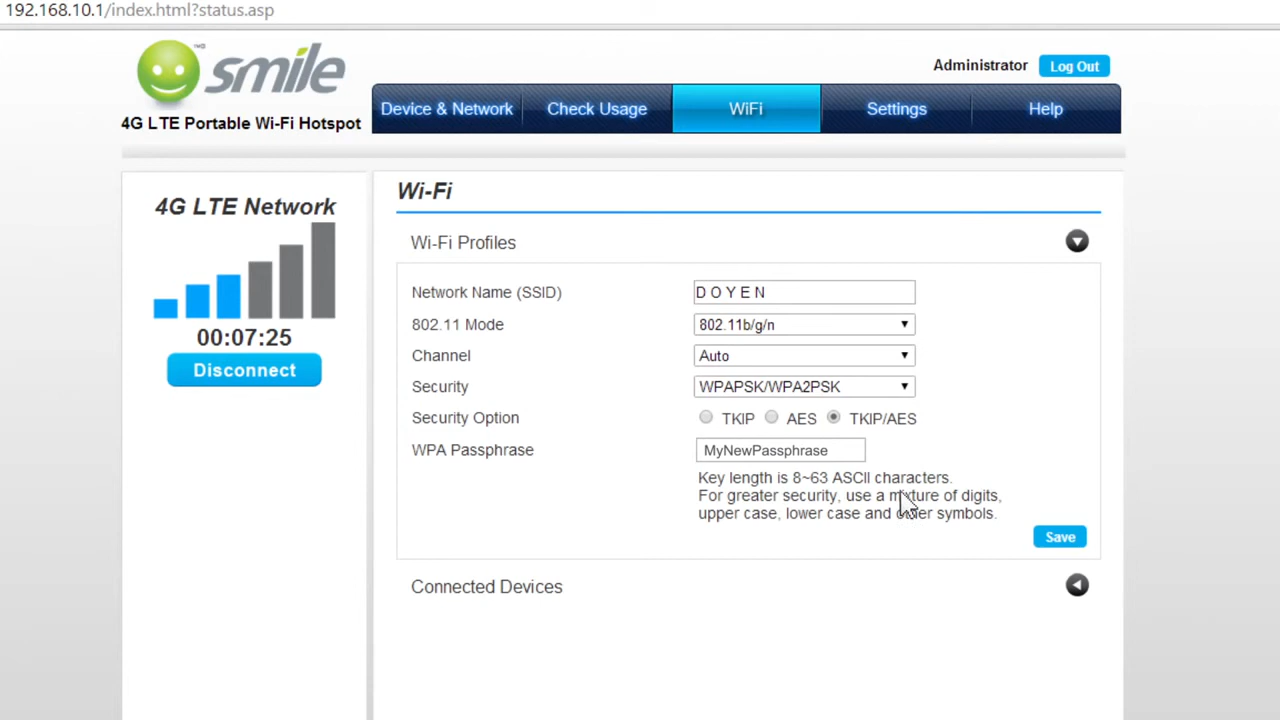 192.168.10.1/index.html?status.asp
smile
4G LTE Portable Wi-Fi Hotspot
Administrator
Log Out
Device & Network
Check Usage
WiFi
Settings
Help
4G LTE Network
00:07:25
Disconnect
Wi-Fi
Wi-Fi Profiles
Network Name (SSID) D O Y E N
802.11 Mode 802.11b/g/n
Channel Auto
Security WPAPSK/WPA2PSK
Security Option TKIP AES TKIP/AES
WPA Passphrase MyNewPassphrase
Key length is 8~63 ASCII characters.
For greater security, use a mixture of digits,
upper case, lower case and other symbols.
Save
Connected Devices